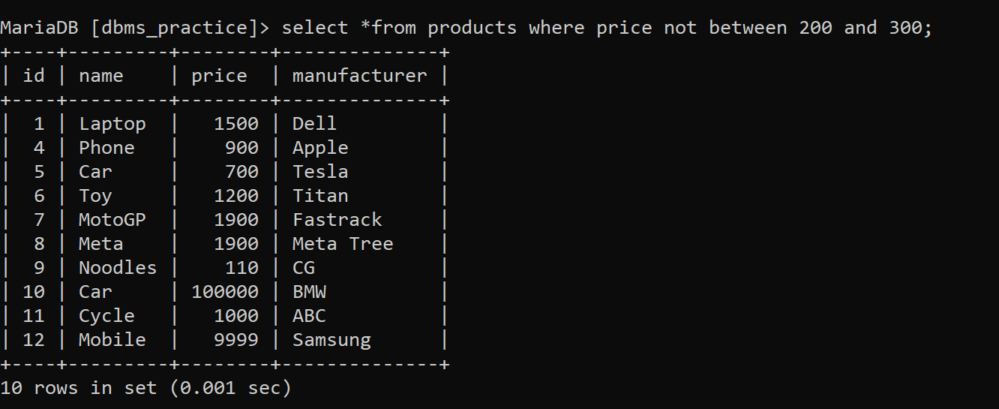 MariaDB [dbms_practice]> select *from products where price not between 200 and 300;
+----+---------+--------+--------------+
| id | name    | price  | manufacturer |
+----+---------+--------+--------------+
|  1 | Laptop  |   1500 | Dell         |
|  4 | Phone   |    900 | Apple        |
|  5 | Car     |    700 | Tesla        |
|  6 | Toy     |   1200 | Titan        |
|  7 | MotoGP  |   1900 | Fastrack     |
|  8 | Meta    |   1900 | Meta Tree    |
|  9 | Noodles |    110 | CG           |
| 10 | Car     | 100000 | BMW          |
| 11 | Cycle   |   1000 | ABC          |
| 12 | Mobile  |   9999 | Samsung      |
+----+---------+--------+--------------+
10 rows in set (0.001 sec)